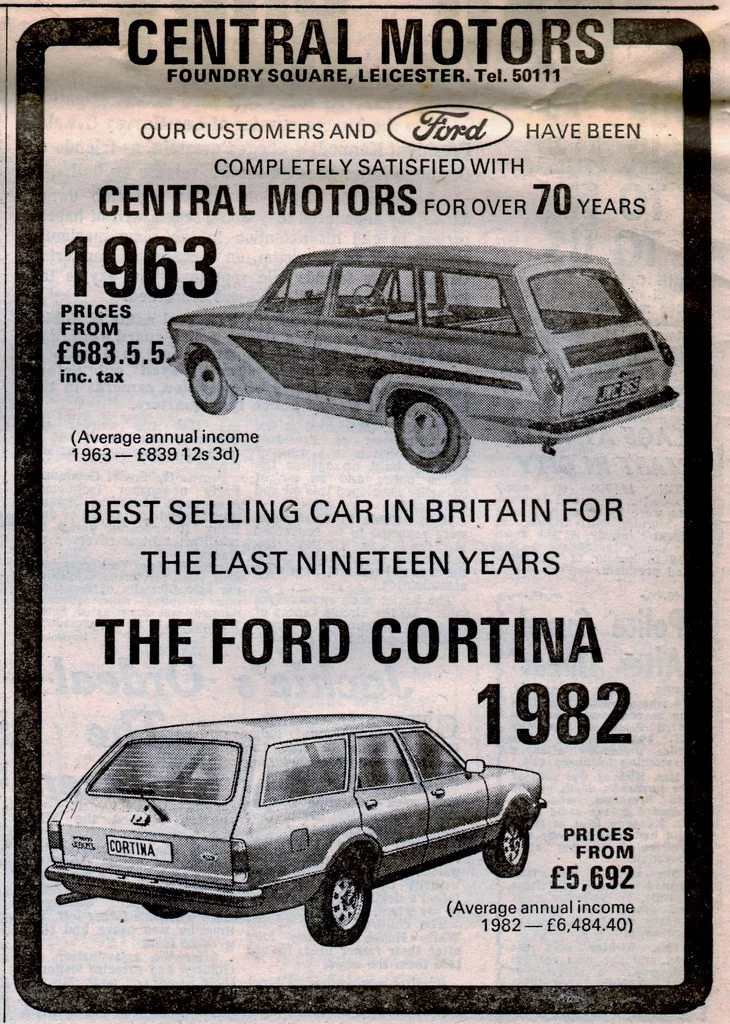 CENTRAL MOTORS
FOUNDRY SQUARE, LEICESTER. Tel. 50111
OUR CUSTOMERS AND Ford HAVE BEEN
COMPLETELY SATISFIED WITH
CENTRAL MOTORS FOR OVER 70 YEARS
1963
PRICES
FROM
£683.5.5.
inc. tax
(Average annual income
1963 — £839 12s 3d)
BEST SELLING CAR IN BRITAIN FOR
THE LAST NINETEEN YEARS
THE FORD CORTINA
1982
CORTINA
PRICES
FROM
£5,692
(Average annual income
1982 — £6,484.40)